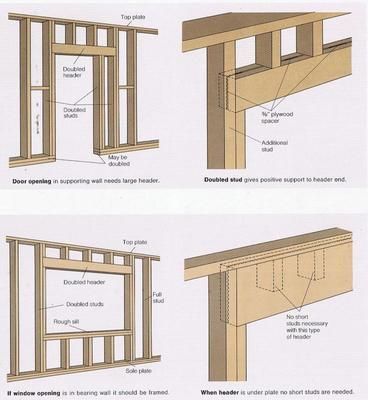 Top plate
Doubled
header
Doubled
studs
May be
doubled
Door opening in supporting wall needs large header.
⅜" plywood
spacer
Additional
stud
Doubled stud gives positive support to header end.
Top plate
Doubled header
Doubled studs
Full
stud
Rough sill
Sole plate
If window opening is in bearing wall it should be framed.
No short
studs necessary
with this type
of header
When header is under plate no short studs are needed.